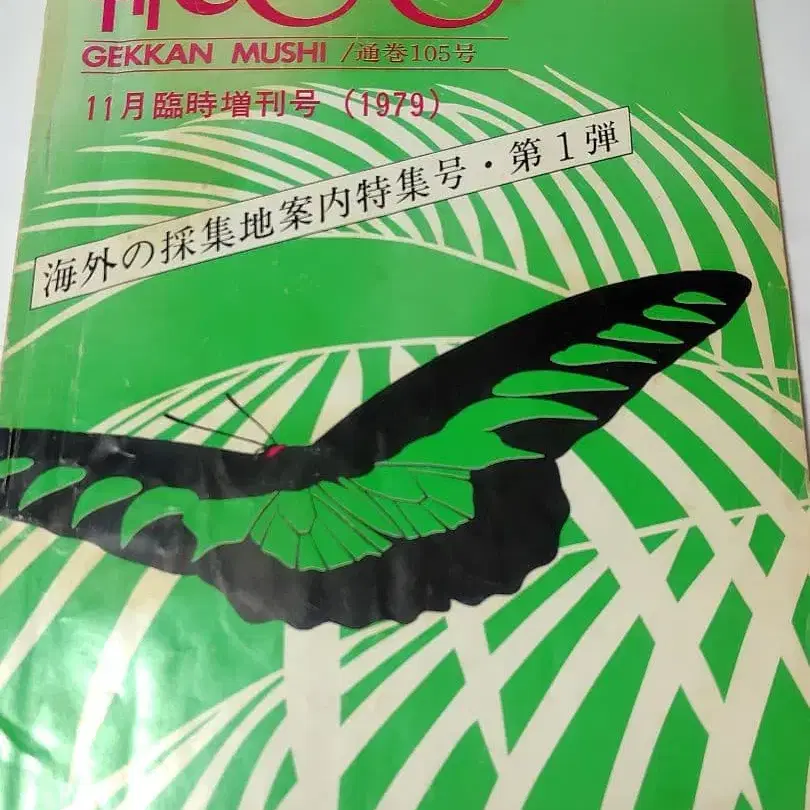 GEKKAN MUSHI /通巻105号
11月臨時増刊号 (1979)
海外の採集地案内特集号・第1弾